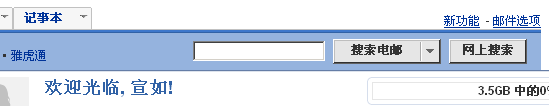 记事本
新功能 - 邮件选项
• 雅虎通 搜索电邮 网上搜索
欢迎光临, 宣如!
3.5GB 中的0%